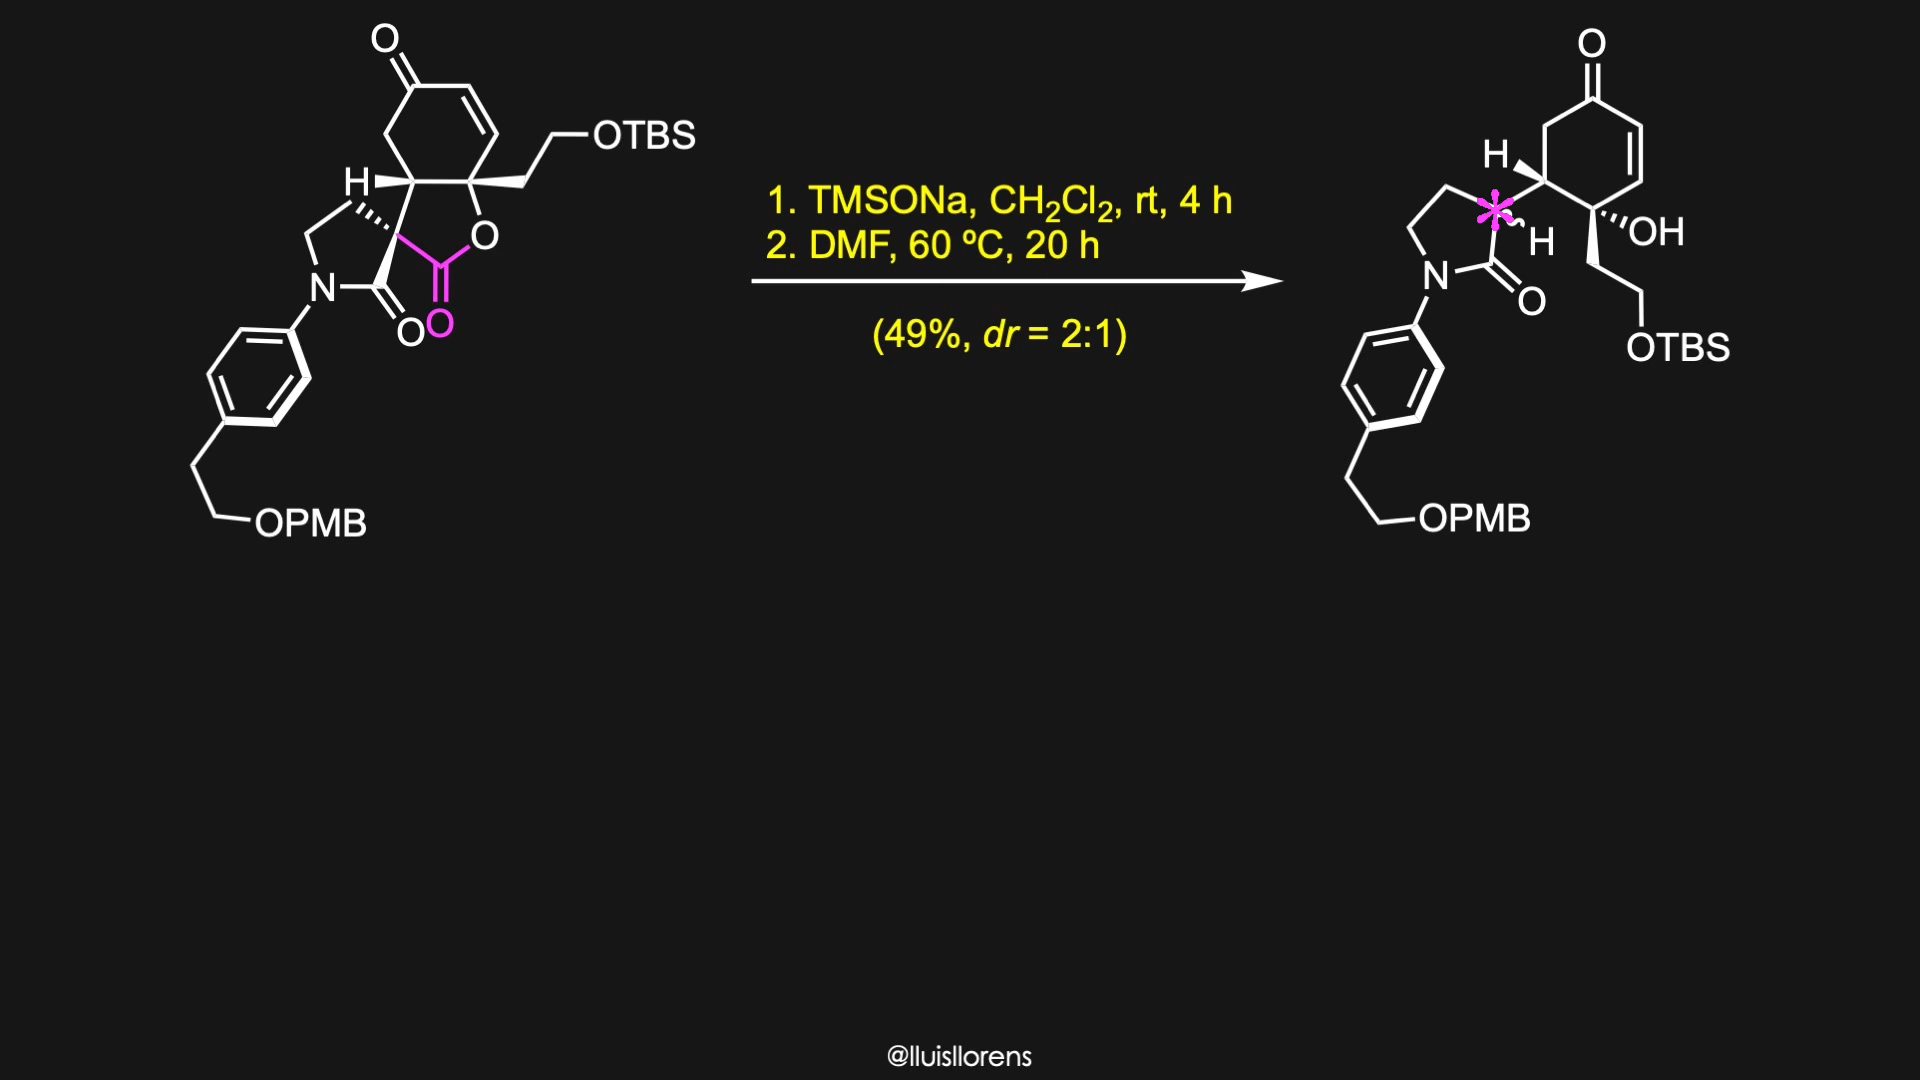 O
OTBS
H
O
N
O
O
OPMB
1. TMSONa, CH₂Cl₂, rt, 4 h
2. DMF, 60 ºC, 20 h
(49%, dr = 2:1)
O
H
H
OH
N
O
OTBS
OPMB
@lluisllorens